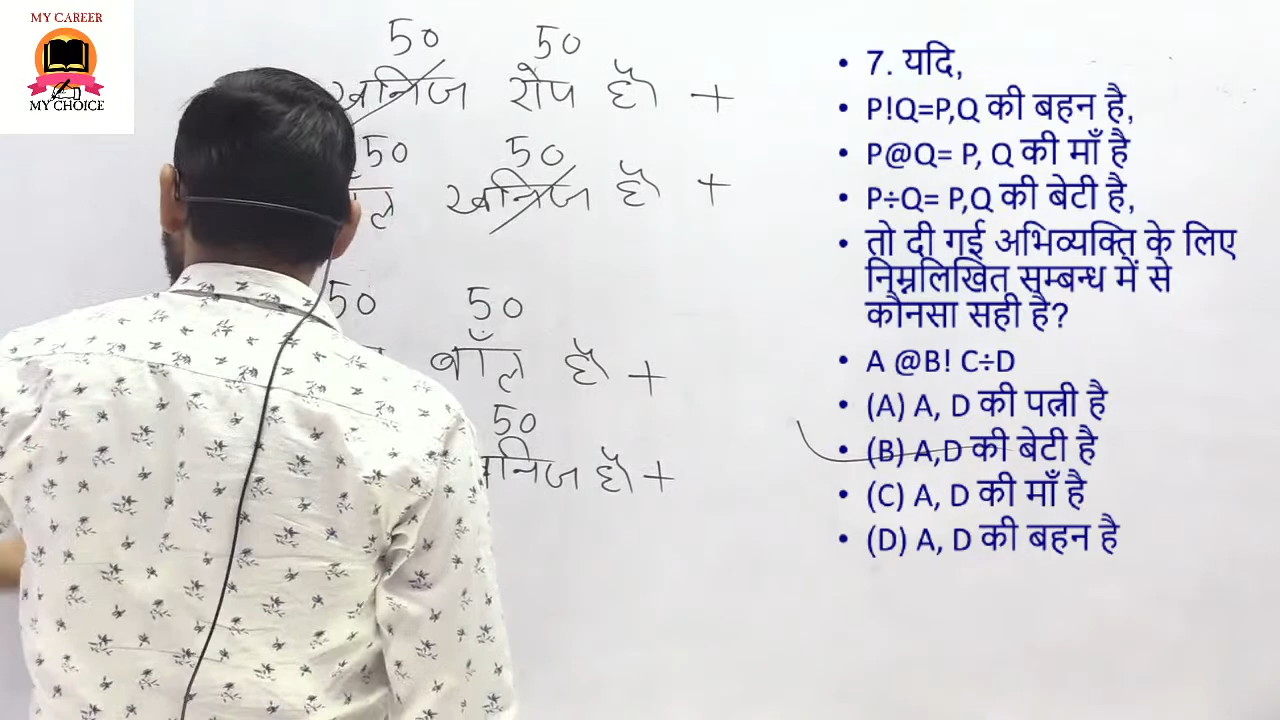 MY CAREER
MY CHOICE
50 50
खनिज रोप है +
50 50
खनिज है +
50 50
बॉल है +
50
है +
• 7. यदि,
• P!Q=P,Q की बहन है,
• P@Q= P, Q की माँ है
• P÷Q= P,Q की बेटी है,
• तो दी गई अभिव्यक्ति के लिए
निम्नलिखित सम्बन्ध में से
कौनसा सही है?
• A @B! C÷D
• (A) A, D की पत्नी है
• (B) A,D की बेटी है
• (C) A, D की माँ है
• (D) A, D की बहन है